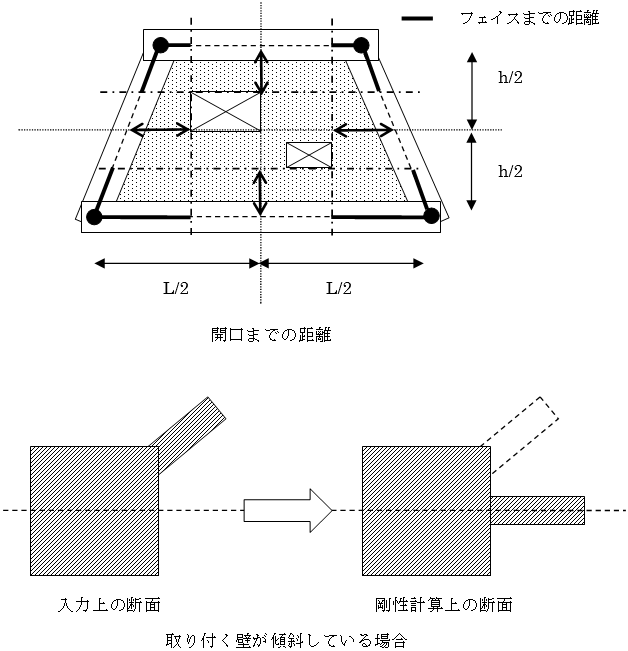 フェイスまでの距離
h/2
h/2
L/2
L/2
開口までの距離
入力上の断面
剛性計算上の断面
取り付く壁が傾斜している場合